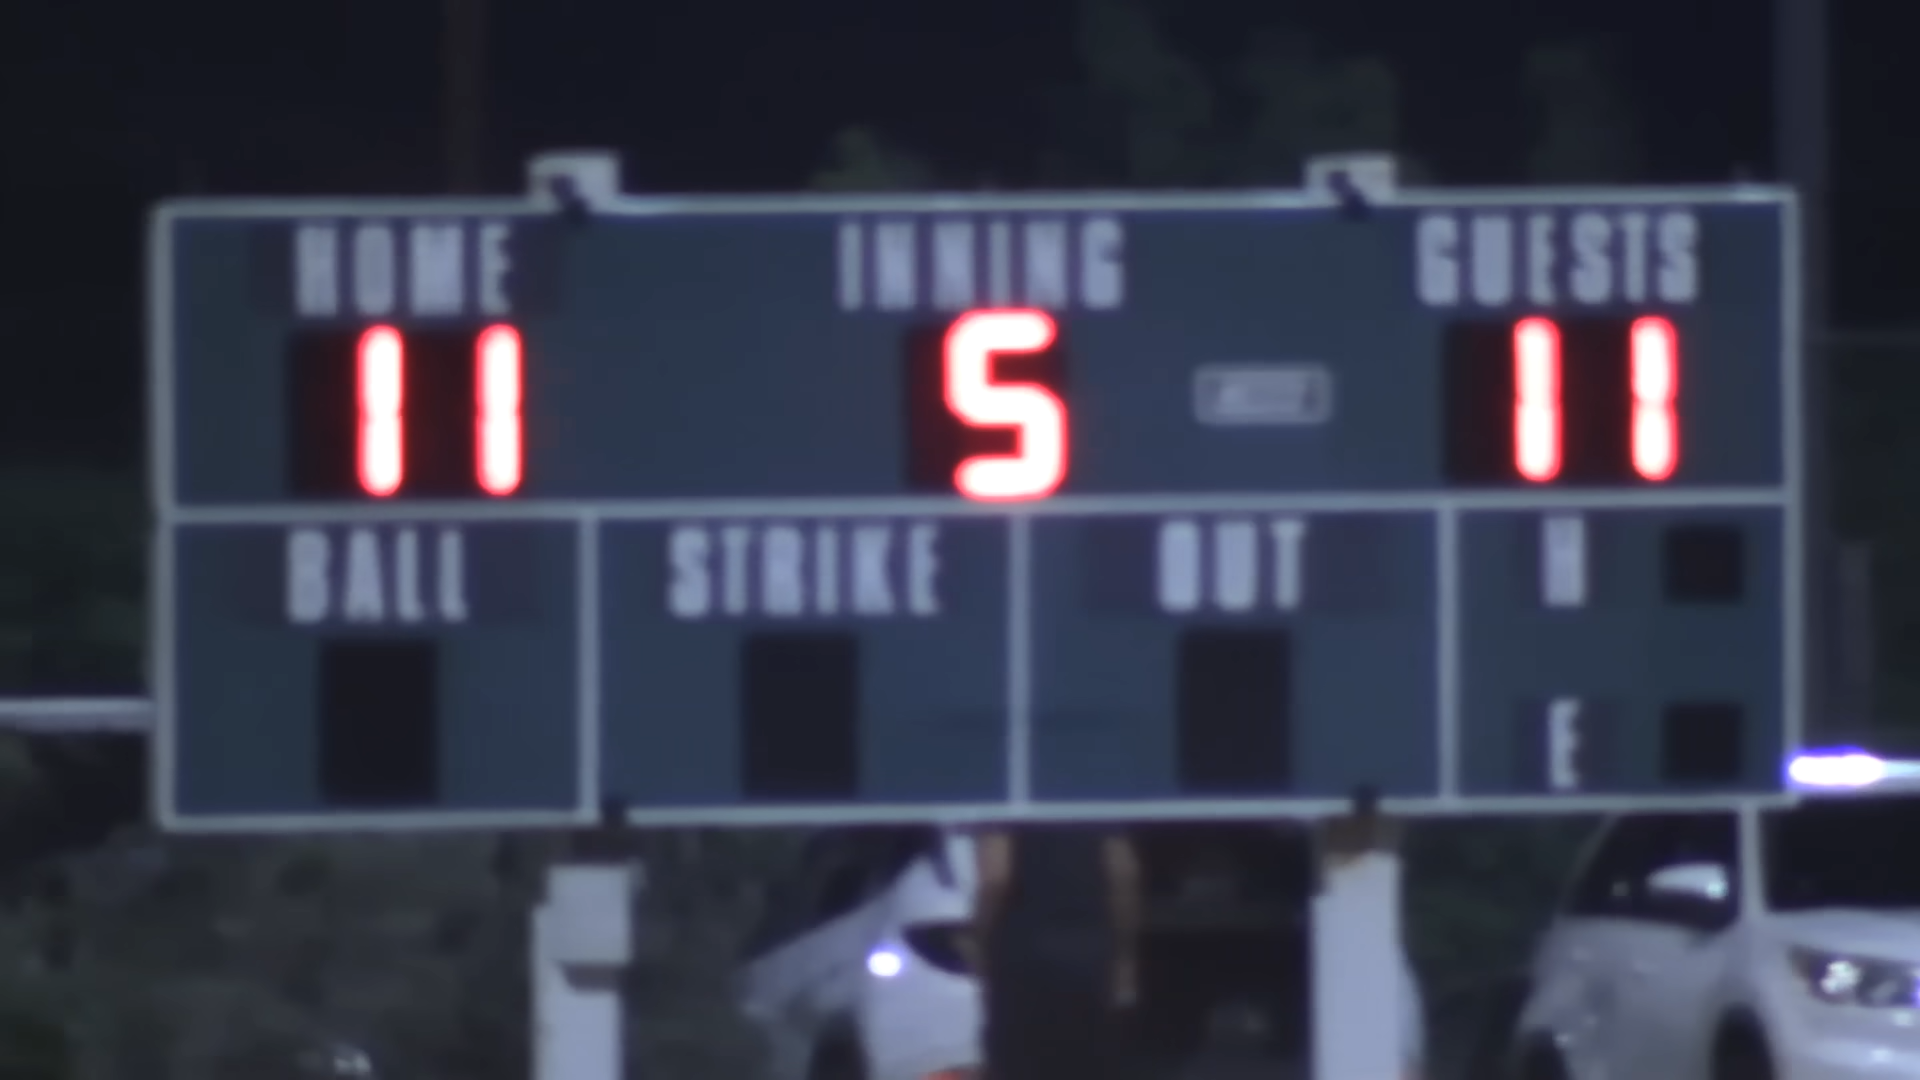 HOME INNING GUESTS
11 5 11
BALL STRIKE OUT H
E